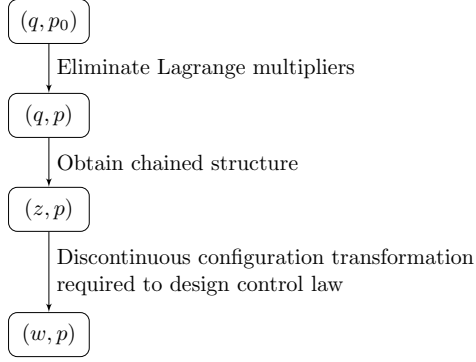 (q, p₀)
Eliminate Lagrange multipliers
(q, p)
Obtain chained structure
(z, p)
Discontinuous configuration transformation
required to design control law
(w, p)